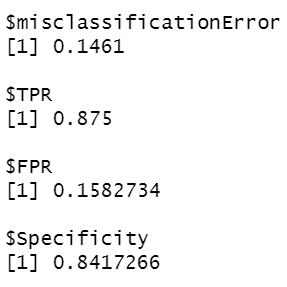 $misclassificationError
[1] 0.1461
$TPR
[1] 0.875
$FPR
[1] 0.1582734
$Specificity
[1] 0.8417266